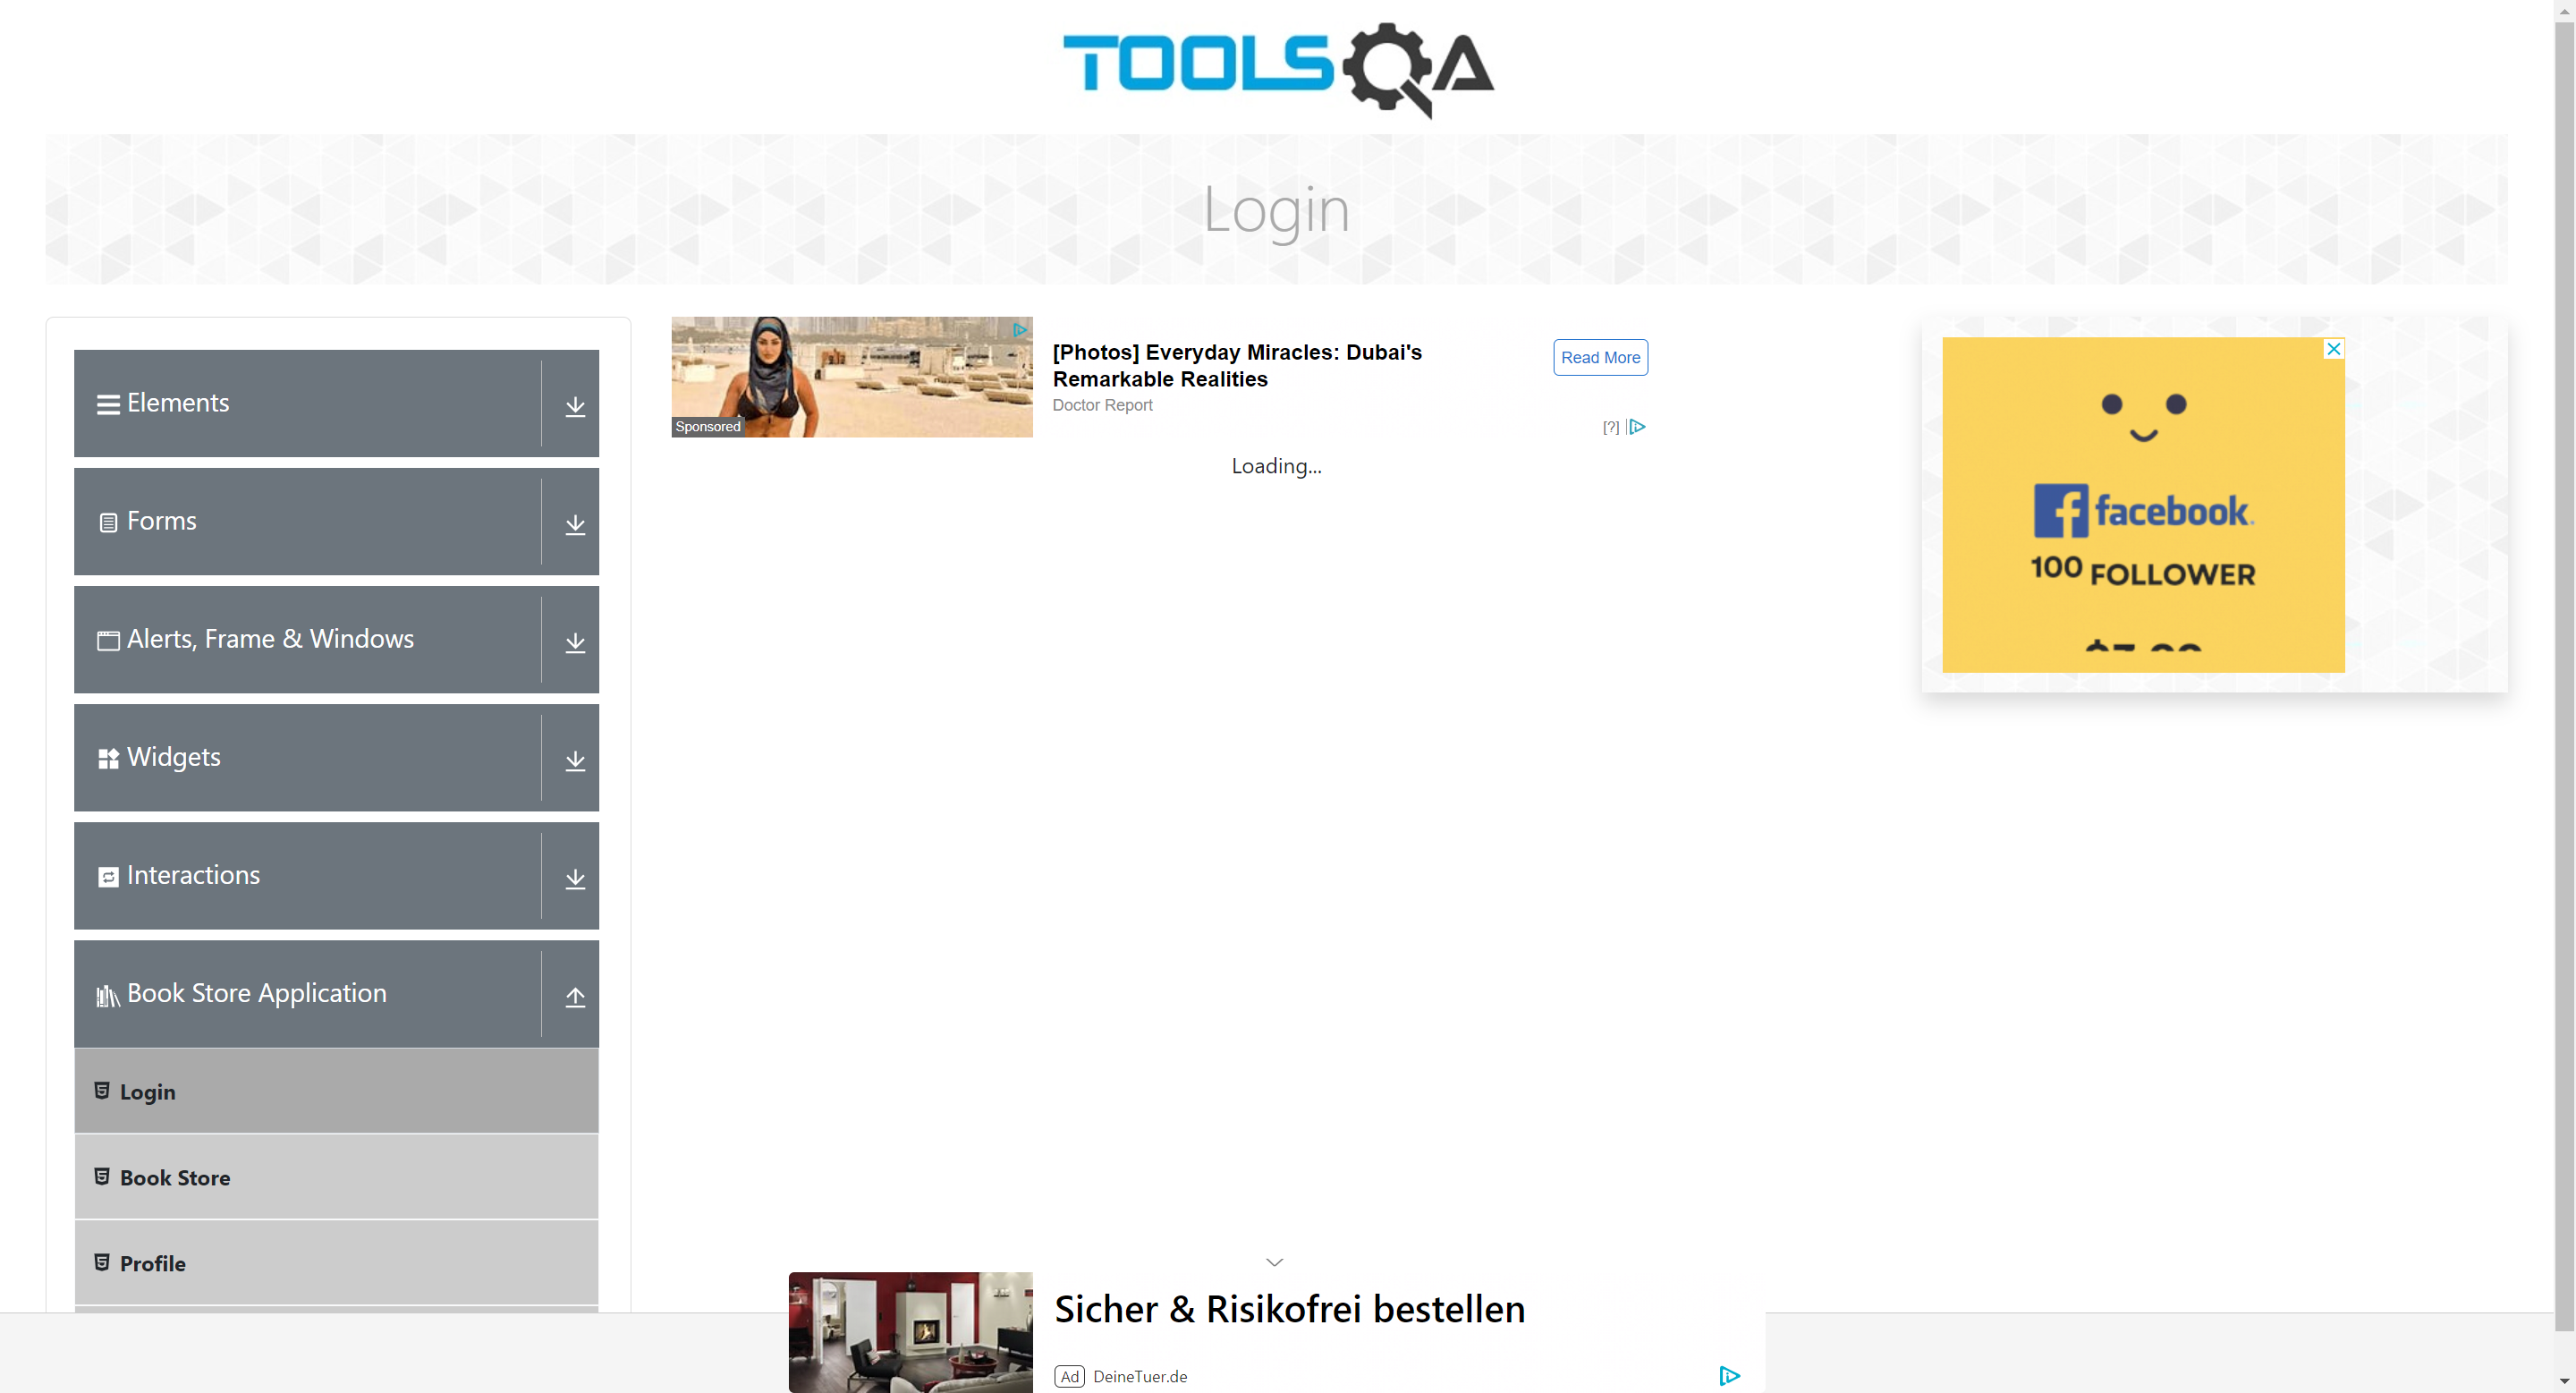 TOOLSQA
Login
Elements
Forms
Alerts, Frame & Windows
Widgets
Interactions
Book Store Application
Login
Book Store
Profile
Sponsored
[Photos] Everyday Miracles: Dubai's
Remarkable Realities
Doctor Report
Read More
[?]
Loading...
facebook.
100 FOLLOWER
Sicher & Risikofrei bestellen
Ad DeineTuer.de